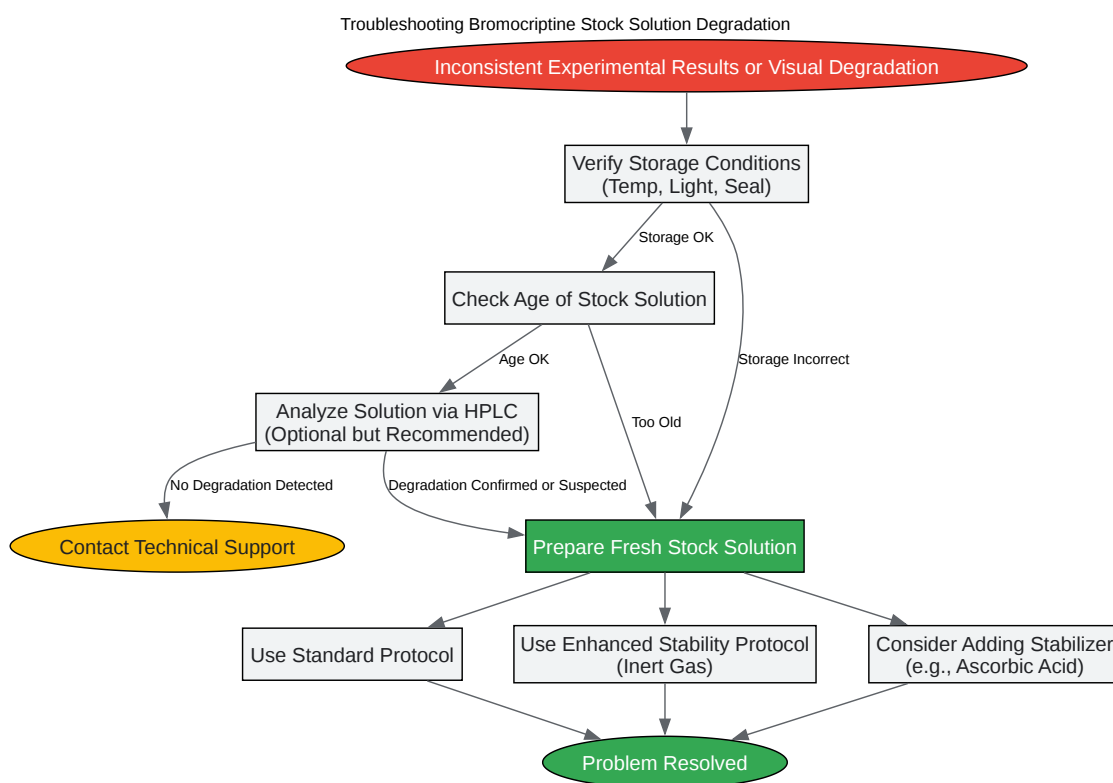 Troubleshooting Bromocriptine Stock Solution Degradation
Inconsistent Experimental Results or Visual Degradation
Verify Storage Conditions
(Temp, Light, Seal)
Storage OK
Check Age of Stock Solution
Storage Incorrect
Age OK
Analyze Solution via HPLC
(Optional but Recommended)
Too Old
No Degradation Detected
Degradation Confirmed or Suspected
Contact Technical Support
Prepare Fresh Stock Solution
Use Standard Protocol
Use Enhanced Stability Protocol
(Inert Gas)
Consider Adding Stabilizer
(e.g., Ascorbic Acid)
Problem Resolved